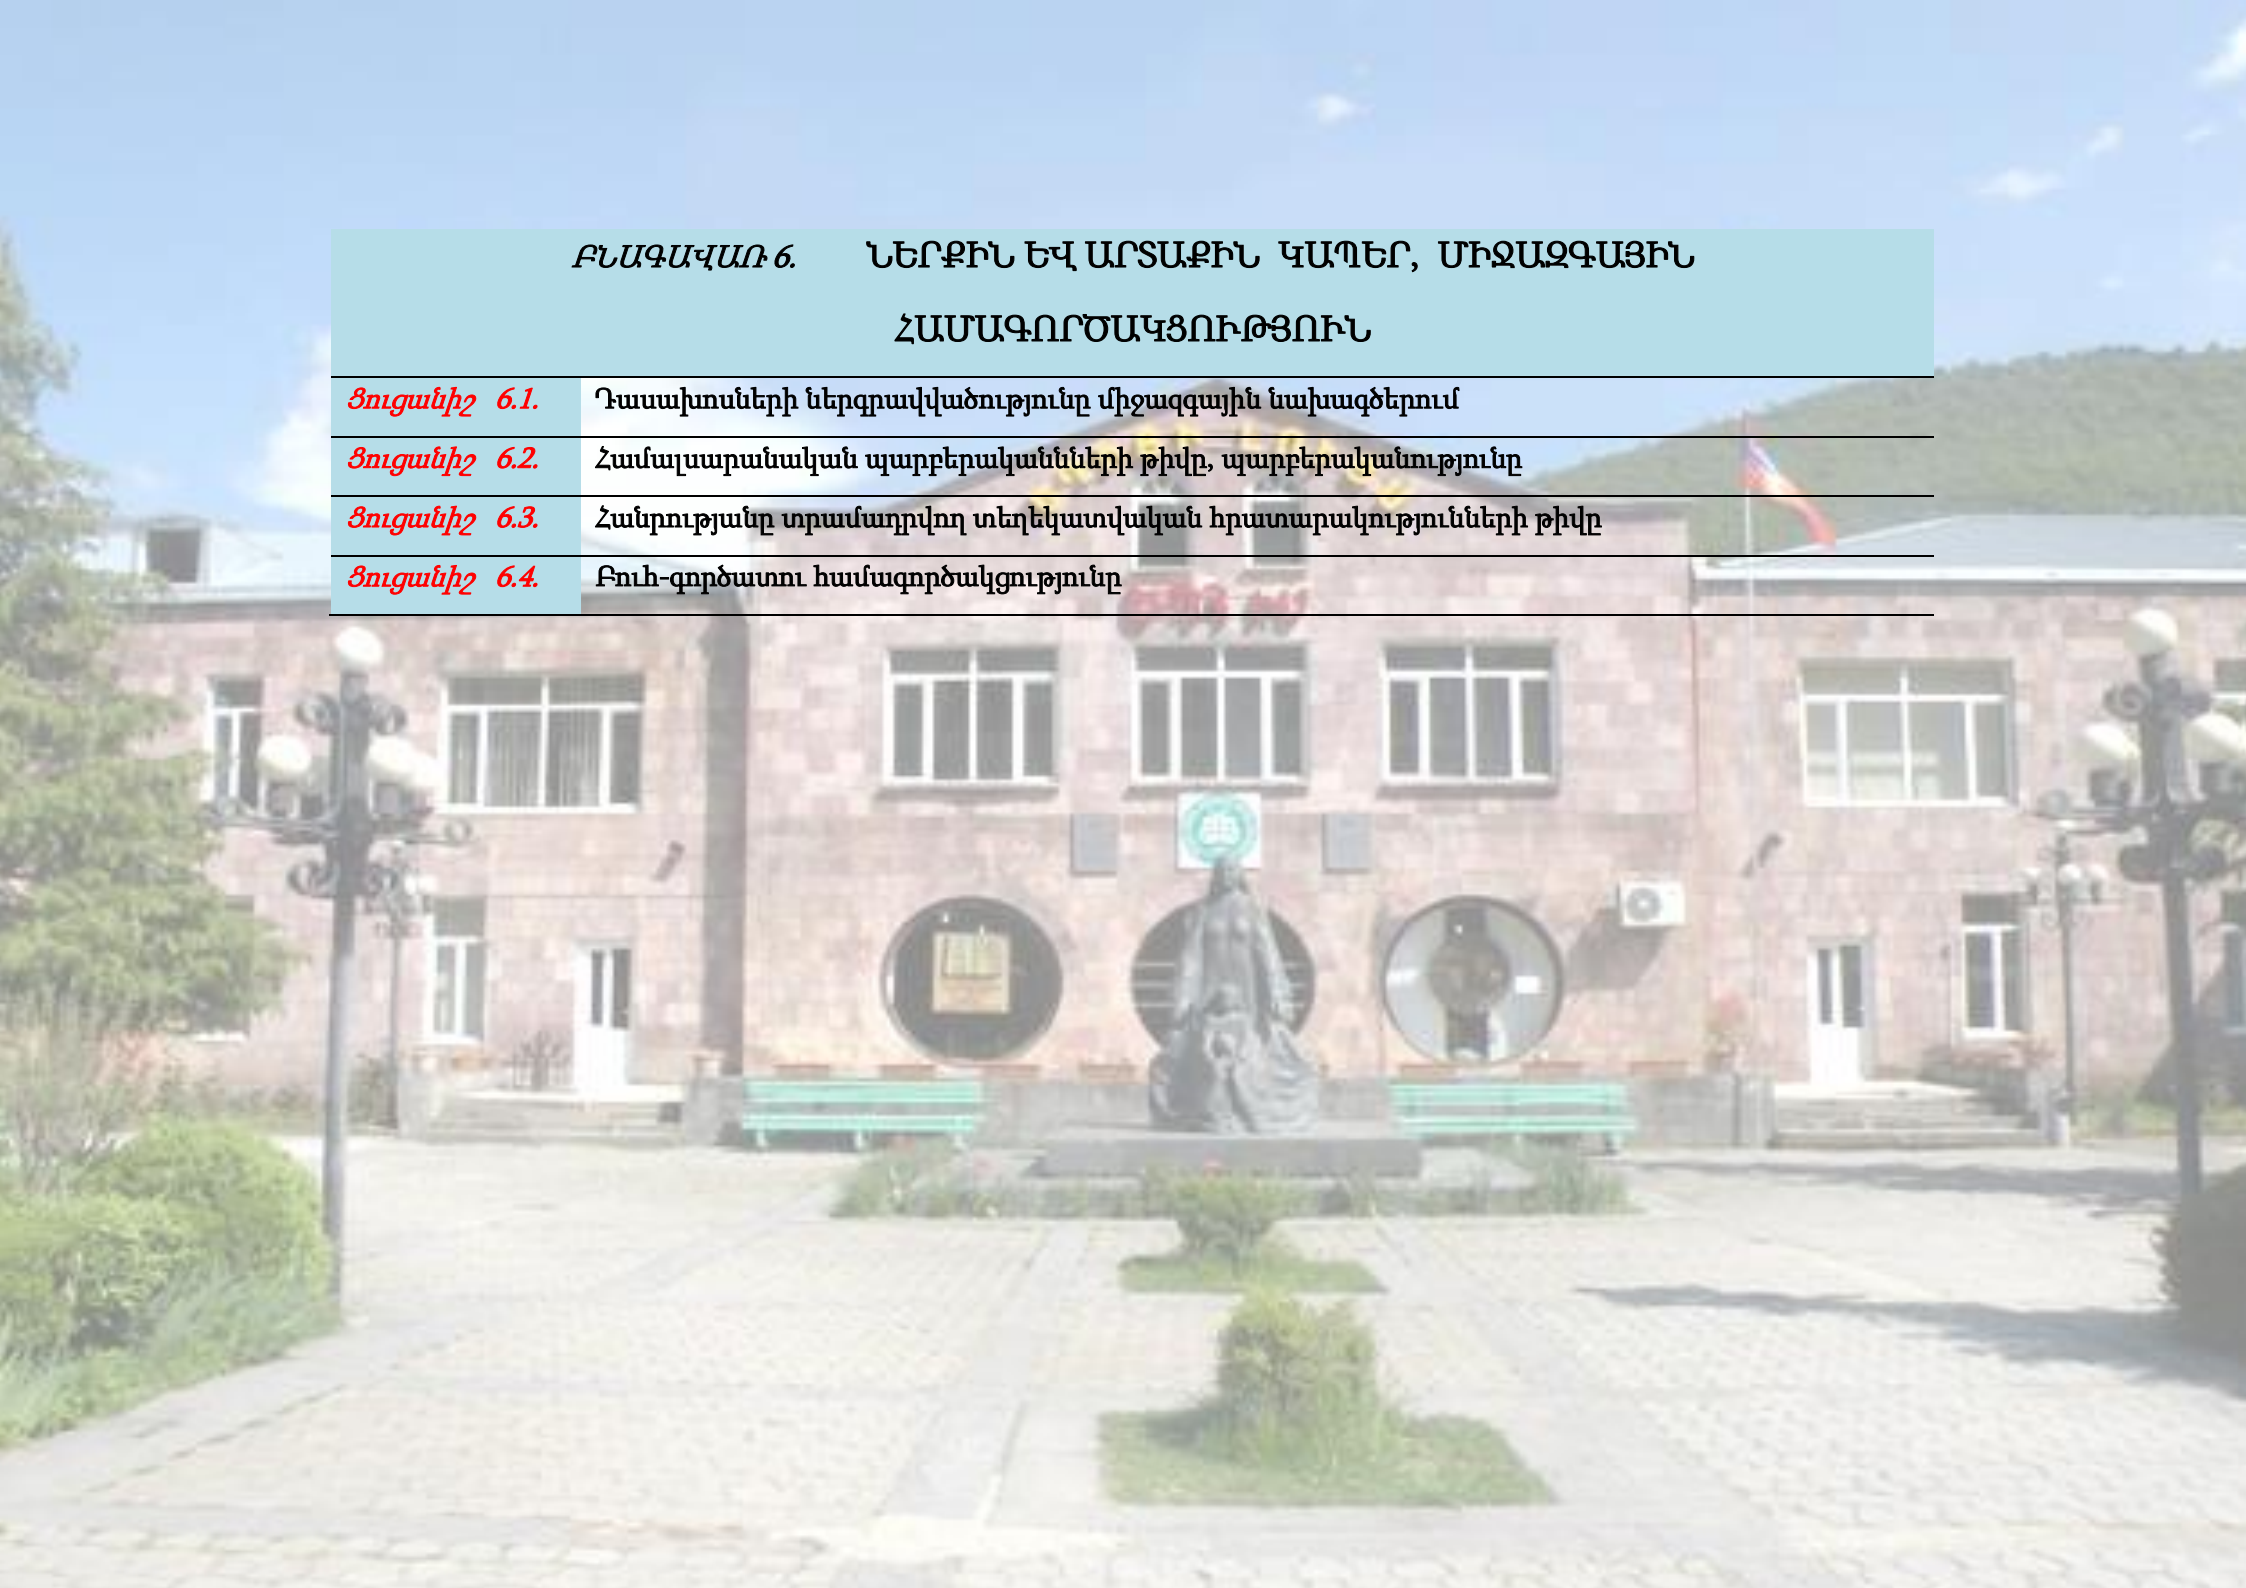 ԲՆԱԳԱՎԱՌ 6. ՆԵՐՔԻՆ ԵՎ ԱՐՏԱՔԻՆ ԿԱՊԵՐ, ՄԻՋԱԶԳԱՅԻՆ
ՀԱՄԱԳՈՐԾԱԿՑՈՒԹՅՈՒՆ
Ցուցանիշ 6.1. Դասախոսների ներգրավվածությունը միջազգային նախագծերում
Ցուցանիշ 6.2. Համալսարանական պարբերականնների թիվը, պարբերականությունը
Ցուցանիշ 6.3. Հանրությանը տրամադրվող տեղեկատվական հրատարակությունների թիվը
Ցուցանիշ 6.4. Բուհ-գործատու համագործակցությունը